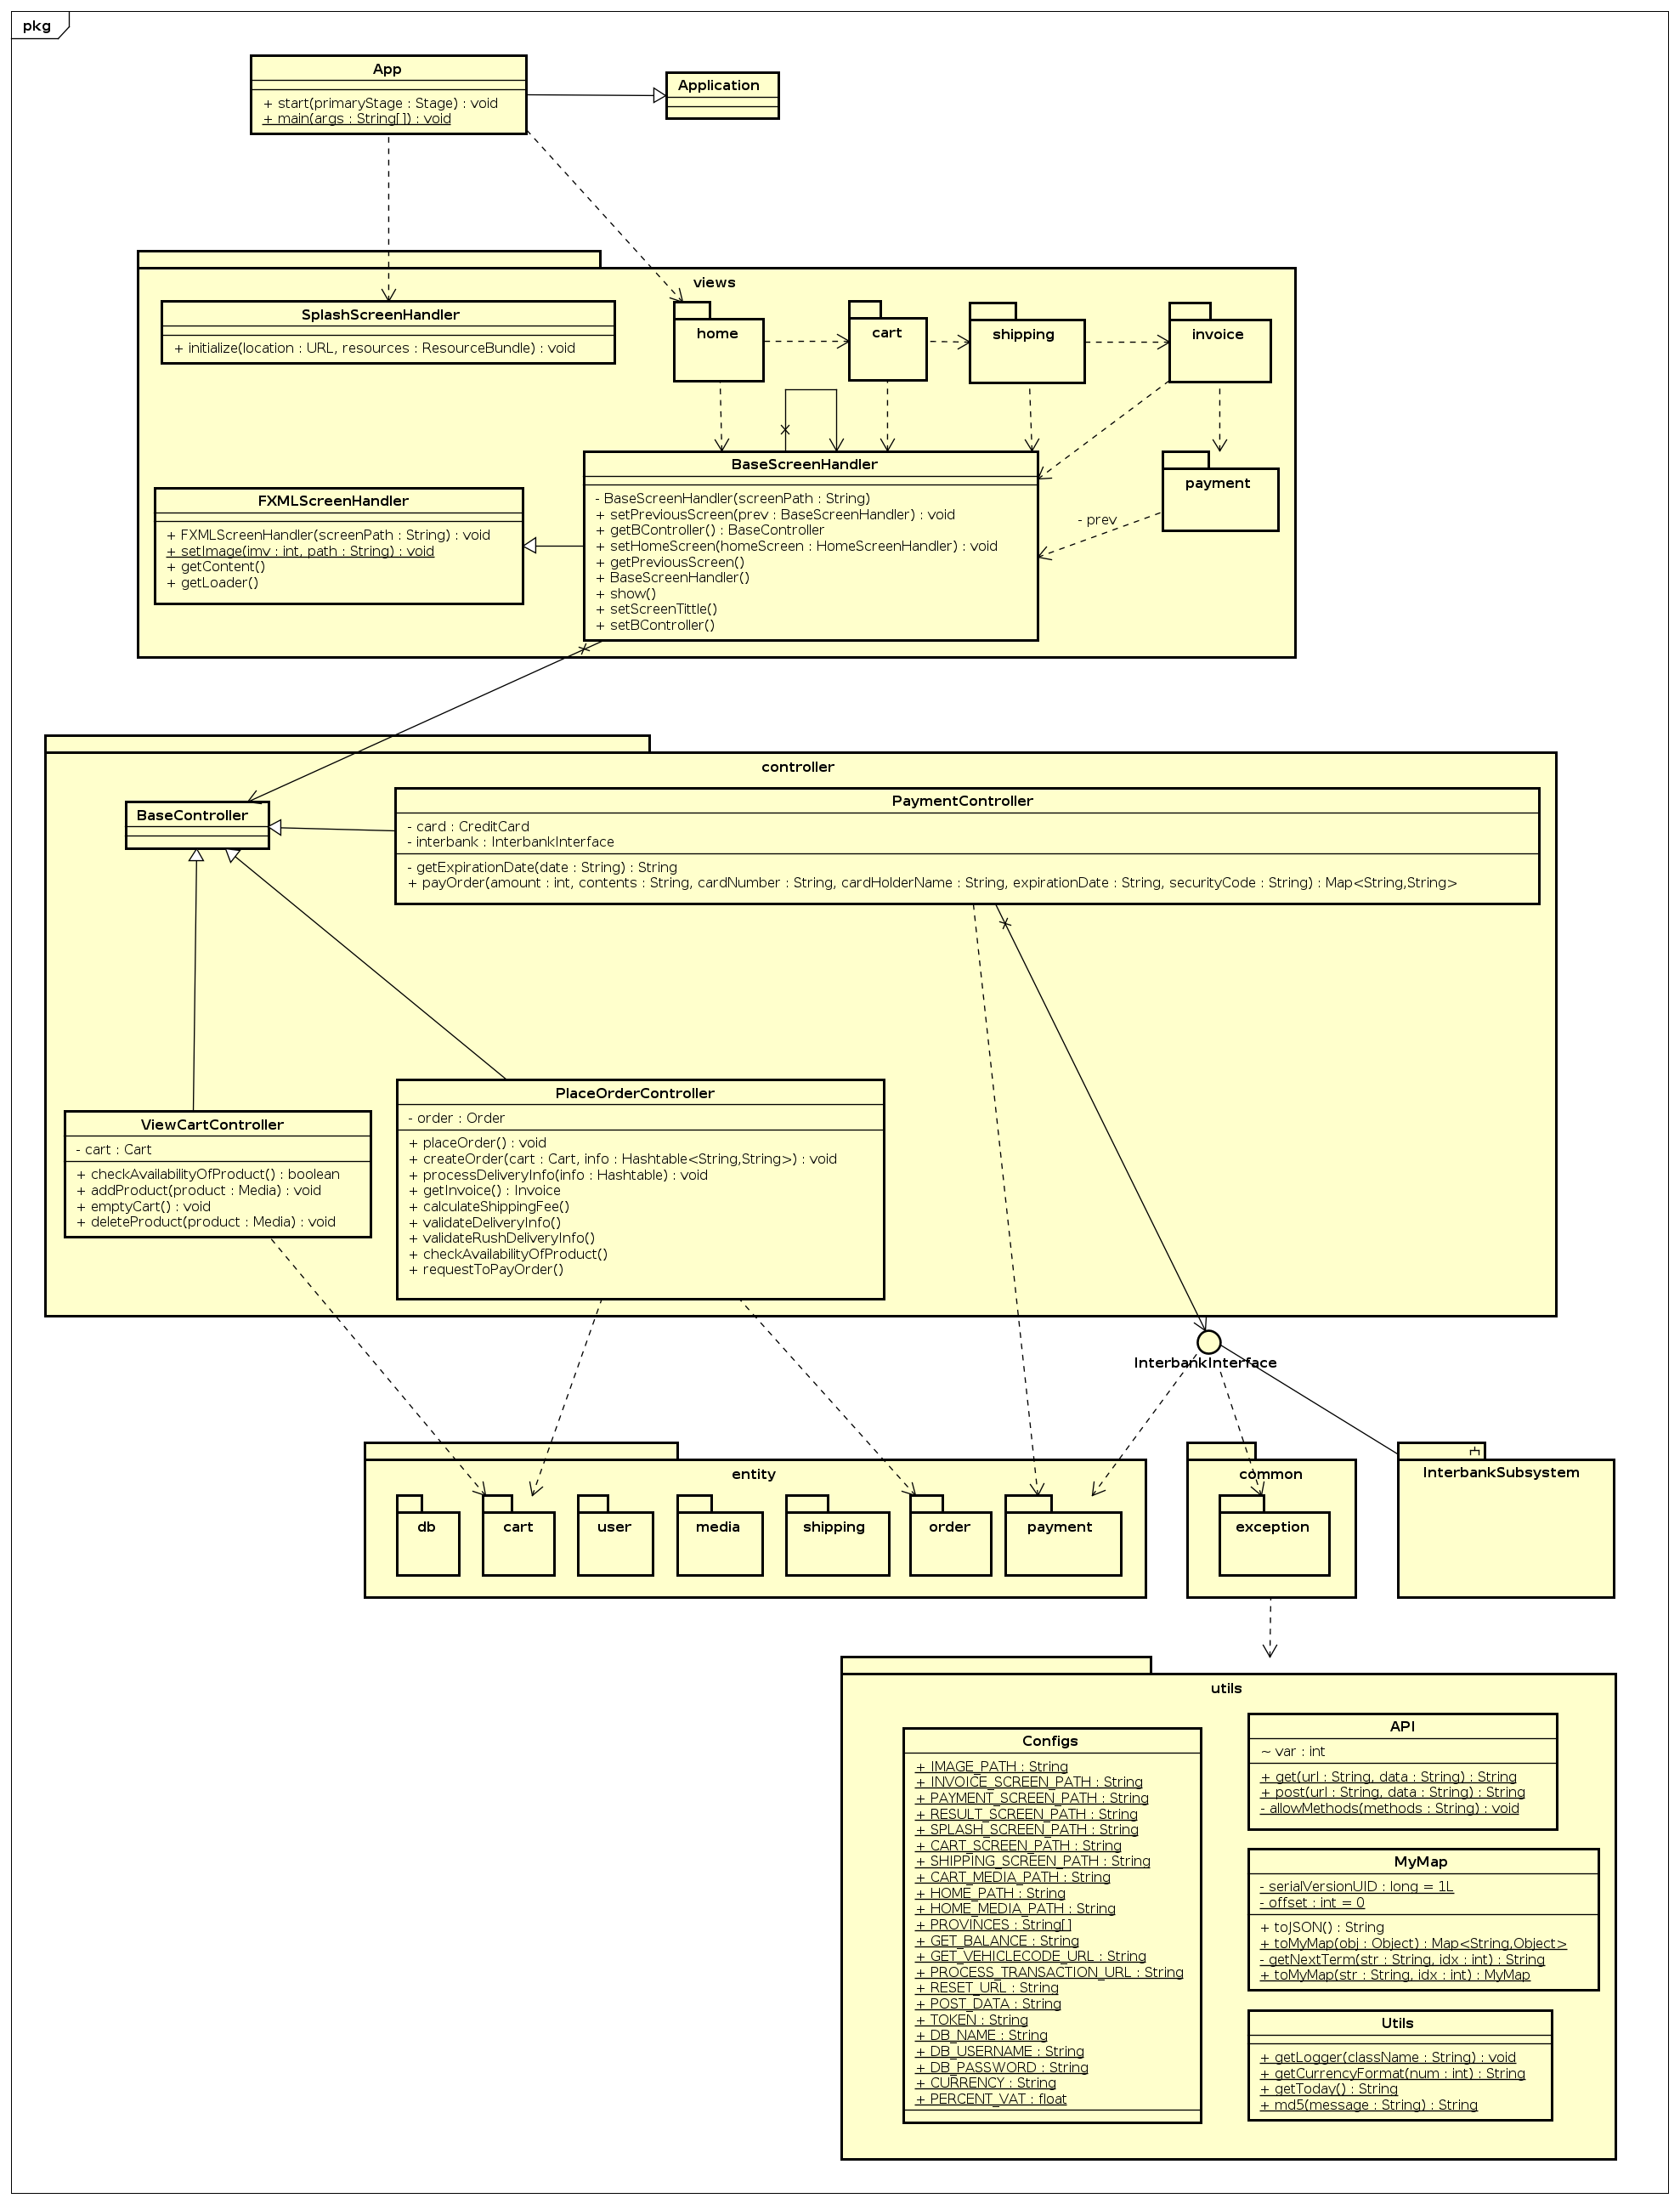 pkg
App
+ start(primaryStage : Stage) : void
+ main(args : String[]) : void
Application
views
SplashScreenHandler
+ initialize(location : URL, resources : ResourceBundle) : void
home
cart
shipping
invoice
BaseScreenHandler
- BaseScreenHandler(screenPath : String)
+ setPreviousScreen(prev : BaseScreenHandler) : void
+ getBController() : BaseController
+ setHomeScreen(homeScreen : HomeScreenHandler) : void
+ getPreviousScreen()
+ BaseScreenHandler()
+ show()
+ setScreenTittle()
+ setBController()
payment
- prev
FXMLScreenHandler
+ FXMLScreenHandler(screenPath : String) : void
+ setImage(imv : int, path : String) : void
+ getContent()
+ getLoader()
controller
BaseController
PaymentController
- card : CreditCard
- interbank : InterbankInterface
- getExpirationDate(date : String) : String
+ payOrder(amount : int, contents : String, cardNumber : String, cardHolderName : String, expirationDate : String, securityCode : String) : Map<String,String>
ViewCartController
- cart : Cart
+ checkAvailabilityOfProduct() : boolean
+ addProduct(product : Media) : void
+ emptyCart() : void
+ deleteProduct(product : Media) : void
PlaceOrderController
- order : Order
+ placeOrder() : void
+ createOrder(cart : Cart, info : Hashtable<String,String>) : void
+ processDeliveryInfo(info : Hashtable) : void
+ getInvoice() : Invoice
+ calculateShippingFee()
+ validateDeliveryInfo()
+ validateRushDeliveryInfo()
+ checkAvailabilityOfProduct()
+ requestToPayOrder()
InterbankInterface
entity
db
cart
user
media
shipping
order
payment
common
exception
InterbankSubsystem
utils
Configs
+ IMAGE_PATH : String
+ INVOICE_SCREEN_PATH : String
+ PAYMENT_SCREEN_PATH : String
+ RESULT_SCREEN_PATH : String
+ SPLASH_SCREEN_PATH : String
+ CART_SCREEN_PATH : String
+ SHIPPING_SCREEN_PATH : String
+ CART_MEDIA_PATH : String
+ HOME_PATH : String
+ HOME_MEDIA_PATH : String
+ PROVINCES : String[]
+ GET_BALANCE : String
+ GET_VEHICLECODE_URL : String
+ PROCESS_TRANSACTION_URL : String
+ RESET_URL : String
+ POST_DATA : String
+ TOKEN : String
+ DB_NAME : String
+ DB_USERNAME : String
+ DB_PASSWORD : String
+ CURRENCY : String
+ PERCENT_VAT : float
API
~ var : int
+ get(url : String, data : String) : String
+ post(url : String, data : String) : String
- allowMethods(methods : String) : void
MyMap
- serialVersionUID : long = 1L
- offset : int = 0
+ toJSON() : String
+ toMyMap(obj : Object) : Map<String,Object>
- getNextTerm(str : String, idx : int) : String
+ toMyMap(str : String, idx : int) : MyMap
Utils
+ getLogger(className : String) : void
+ getCurrencyFormat(num : int) : String
+ getToday() : String
+ md5(message : String) : String